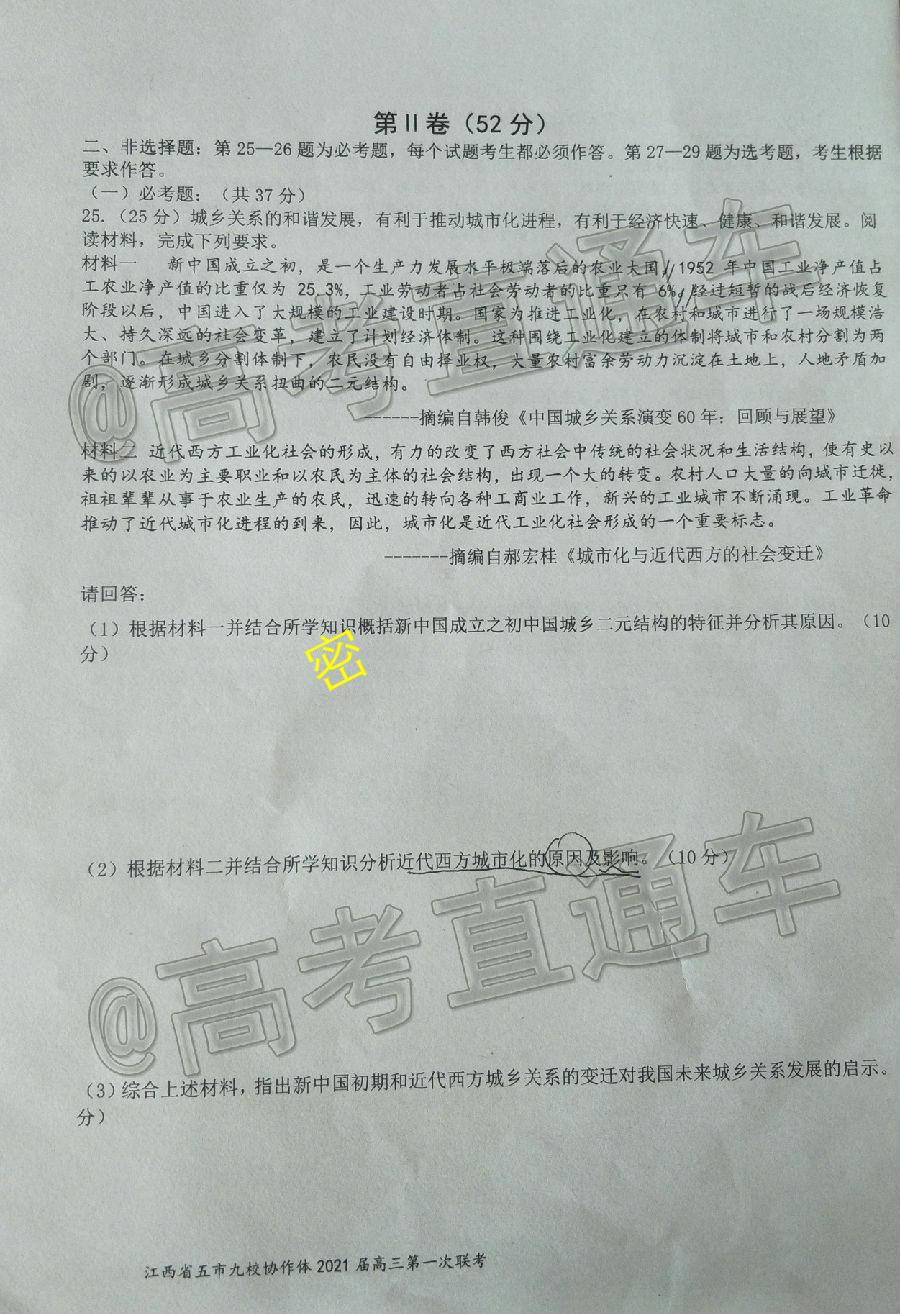 第 II 卷（52 分）
二、非选择题：第 25—26 题为必考题，每个试题考生都必须作答。第 27—29 题为选考题，考生根据
要求作答。
（一）必考题：（共 37 分）
25.（25 分）城乡关系的和谐发展，有利于推动城市化进程，有利于经济快速、健康、和谐发展。阅
读材料，完成下列要求。
材料一 新中国成立之初，是一个生产力发展水平极端落后的农业大国，1952 年中国工业净产值占
工农业净产值的比重仅为 25.3%，工业劳动者占社会劳动者的比重只有 6%，经过短暂的战后经济恢复
阶段以后，中国进入了大规模的工业建设时期。国家为推进工业化，在农村和城市进行了一场规模浩
大、持久深远的社会变革，建立了计划经济体制。这种围绕工业化建立的体制将城市和农村分割为两
个部门。在城乡分割体制下，农民没有自由择业权，大量农村富余劳动力沉淀在土地上，人地矛盾加
剧，逐渐形成城乡关系扭曲的二元结构。
------摘编自韩俊《中国城乡关系演变 60 年：回顾与展望》
材料二 近代西方工业化社会的形成，有力的改变了西方社会中传统的社会状况和生活结构，使有史以
来的以农业为主要职业和以农民为主体的社会结构，出现一个大的转变。农村人口大量的向城市迁徙，
祖祖辈辈从事于农业生产的农民，迅速的转向各种工商业工作，新兴的工业城市不断涌现。工业革命
推动了近代城市化进程的到来，因此，城市化是近代工业化社会形成的一个重要标志。
-------摘编自郝宏桂《城市化与近代西方的社会变迁》
请回答：
（1）根据材料一并结合所学知识概括新中国成立之初中国城乡二元结构的特征并分析其原因。（10
分）
密
（2）根据材料二并结合所学知识分析近代西方城市化的原因及影响。（10 分）
（3）综合上述材料，指出新中国初期和近代西方城乡关系的变迁对我国未来城乡关系发展的启示。
分）
江西省五市九校协作体 2021 届高三第一次联考
@高考直通车
@高考直通车